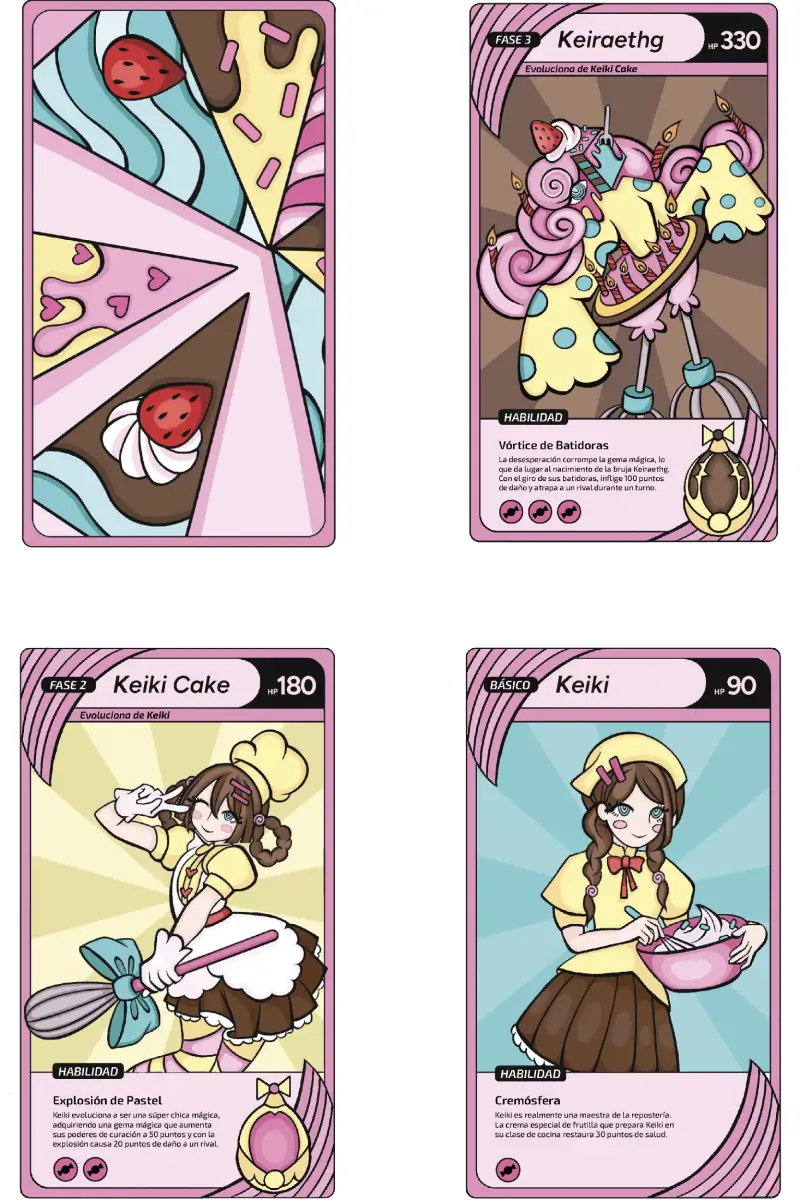 FASE 3 Keiraethg HP 330
Evoluciona de Keiki Cake
HABILIDAD
Vórtice de Batidoras
La desesperación corrompe la gema mágica, lo
que da lugar al nacimiento de la bruja Keiraethg.
Con el giro de sus batidoras, inflige 100 puntos
de daño y atrapa a un rival durante un turno.
FASE 2 Keiki Cake HP 180
Evoluciona de Keiki
HABILIDAD
Explosión de Pastel
Keiki evoluciona a ser una súper chica mágica,
adquiriendo una gema mágica que aumenta
sus poderes de curación a 50 puntos y con la
explosión causa 20 puntos de daño a un rival.
BÁSICO Keiki HP 90
HABILIDAD
Cremósfera
Keiki es realmente una maestra de la repostería.
La crema especial de frutilla que prepara Keiki en
su clase de cocina restaura 30 puntos de salud.